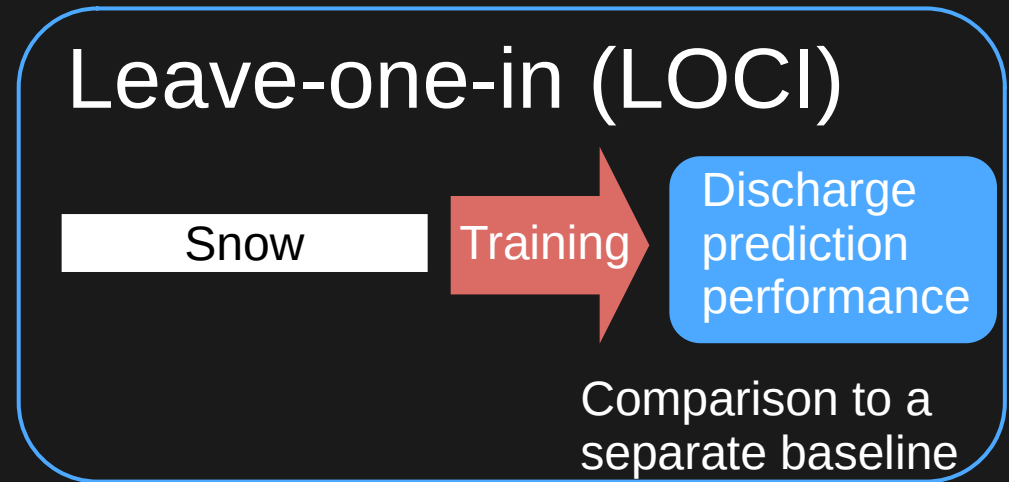 Leave-one-in (LOCI)
Snow
Training
Discharge
prediction
performance
Comparison to a
separate baseline